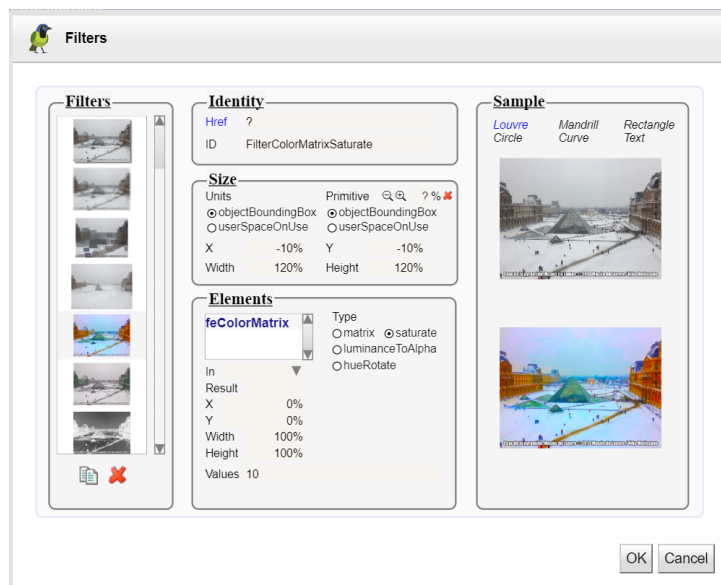 Filters
Filters
Identity
Href ?
ID FilterColorMatrixSaturate
Size
Units Primitive ? %
objectBoundingBox objectBoundingBox
userSpaceOnUse userSpaceOnUse
X -10% Y -10%
Width 120% Height 120%
Elements
feColorMatrix
Type
matrix saturate
luminanceToAlpha
hueRotate
In
Result
X 0%
Y 0%
Width 100%
Height 100%
Values 10
Sample
Louvre Mandrill Rectangle
Circle Curve Text
OK Cancel